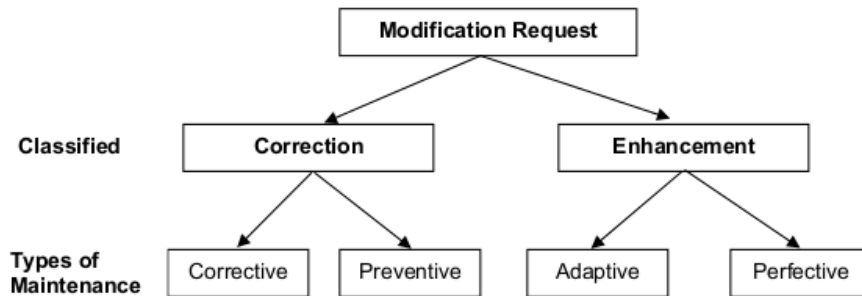 Modification Request
Classified
Correction
Enhancement
Types of
Maintenance
Corrective
Preventive
Adaptive
Perfective